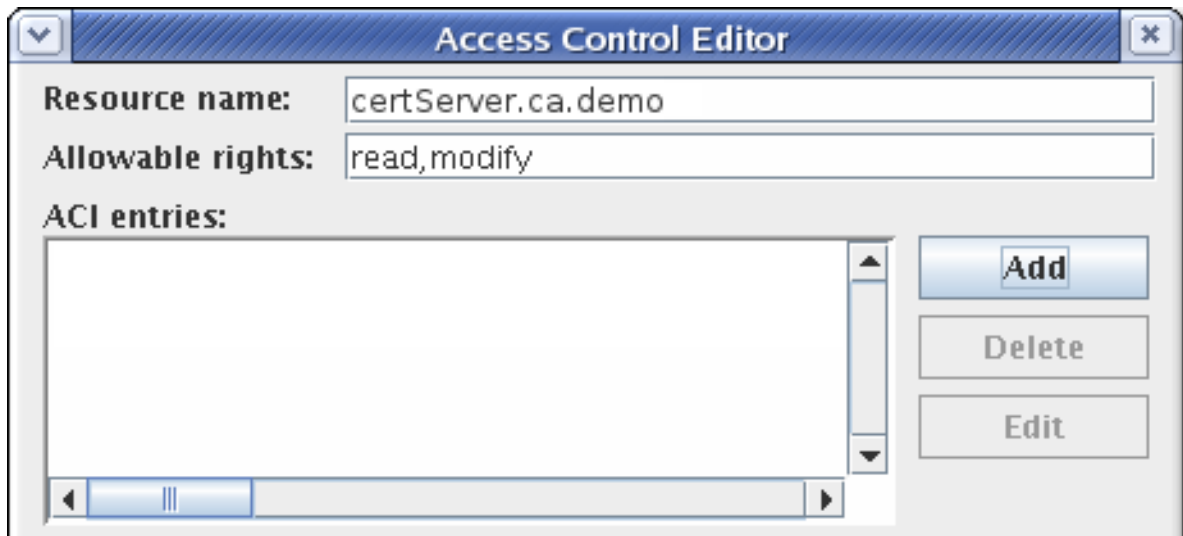 Access Control Editor
Resource name: certServer.ca.demo
Allowable rights: read,modify
ACI entries:
Add
Delete
Edit